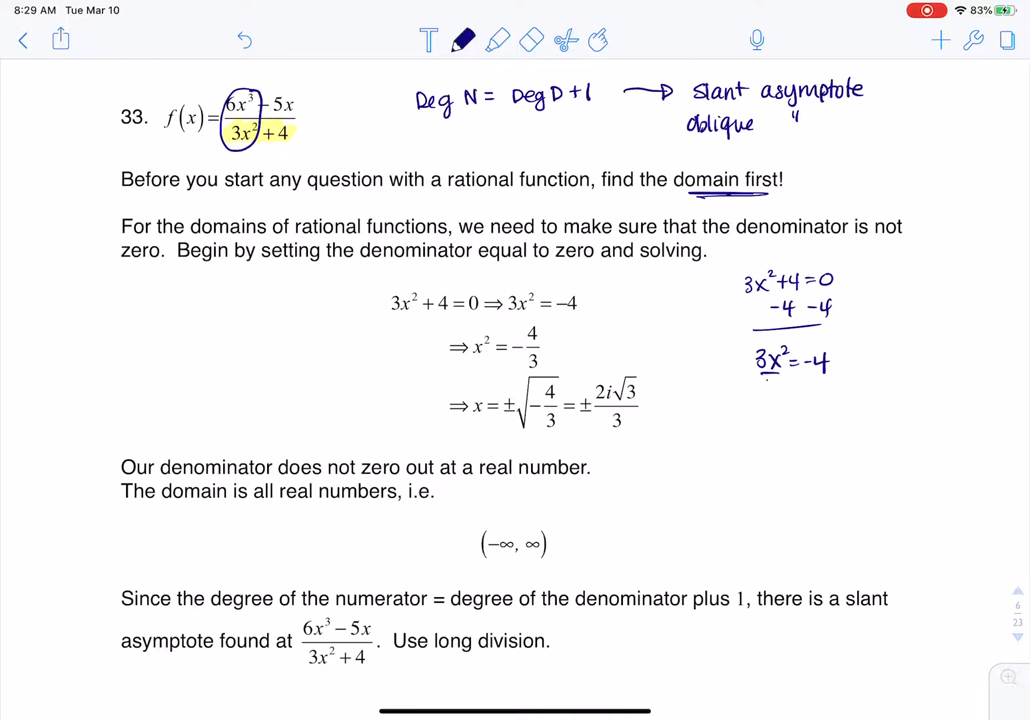 8:29 AM Tue Mar 10
83%
33. f(x) = (6x³ − 5x)/(3x² + 4)
Deg N = Deg D + 1 → slant asymptote
oblique "
Before you start any question with a rational function, find the domain first!
For the domains of rational functions, we need to make sure that the denominator is not
zero. Begin by setting the denominator equal to zero and solving.
3x² + 4 = 0 ⇒ 3x² = −4
⇒ x² = −4/3
⇒ x = ±√(−4/3) = ±2i√3/3
3x² + 4 = 0
−4 −4
3x² = −4
Our denominator does not zero out at a real number.
The domain is all real numbers, i.e.
(−∞, ∞)
Since the degree of the numerator = degree of the denominator plus 1, there is a slant
asymptote found at (6x³ − 5x)/(3x² + 4). Use long division.
6
23